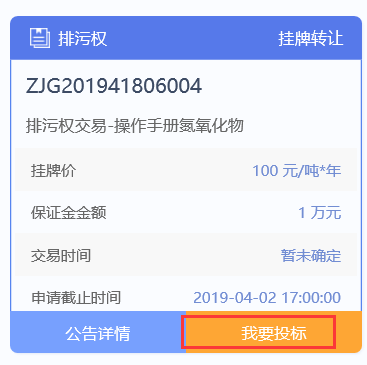 排污权 挂牌转让
ZJG201941806004
排污权交易-操作手册氮氧化物
挂牌价 100 元/吨*年
保证金金额 1 万元
交易时间 暂未确定
申请截止时间 2019-04-02 17:00:00
公告详情 我要投标